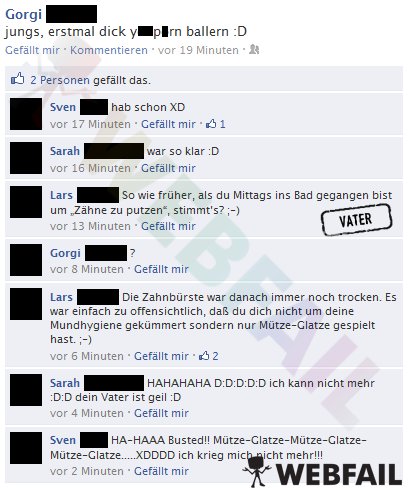 Gorgi
jungs, erstmal dick y p rn ballern :D
Gefällt mir · Kommentieren · vor 19 Minuten ·
2 Personen gefällt das.
Sven hab schon XD
vor 17 Minuten · Gefällt mir · 1
Sarah war so klar :D
vor 16 Minuten · Gefällt mir
Lars So wie früher, als du Mittags ins Bad gegangen bist
um „Zähne zu putzen“, stimmt's? ;-)
vor 13 Minuten · Gefällt mir
VATER
Gorgi ?
vor 8 Minuten · Gefällt mir
Lars Die Zahnbürste war danach immer noch trocken. Es
war einfach zu offensichtlich, daß du dich nicht um deine
Mundhygiene gekümmert sondern nur Mütze-Glatze gespielt
hast. ;-)
vor 6 Minuten · Gefällt mir · 2
Sarah HAHAHAHA D:D:D:D:D ich kann nicht mehr
:D:D dein Vater ist geil :D
vor 4 Minuten · Gefällt mir
Sven HA-HAAA Busted!! Mütze-Glatze-Mütze-Glatze-
Mütze-Glatze.....XDDDD ich krieg mich nicht mehr!!!
vor 2 Minuten · Gefällt mir
WEBFAIL
WEBFAIL